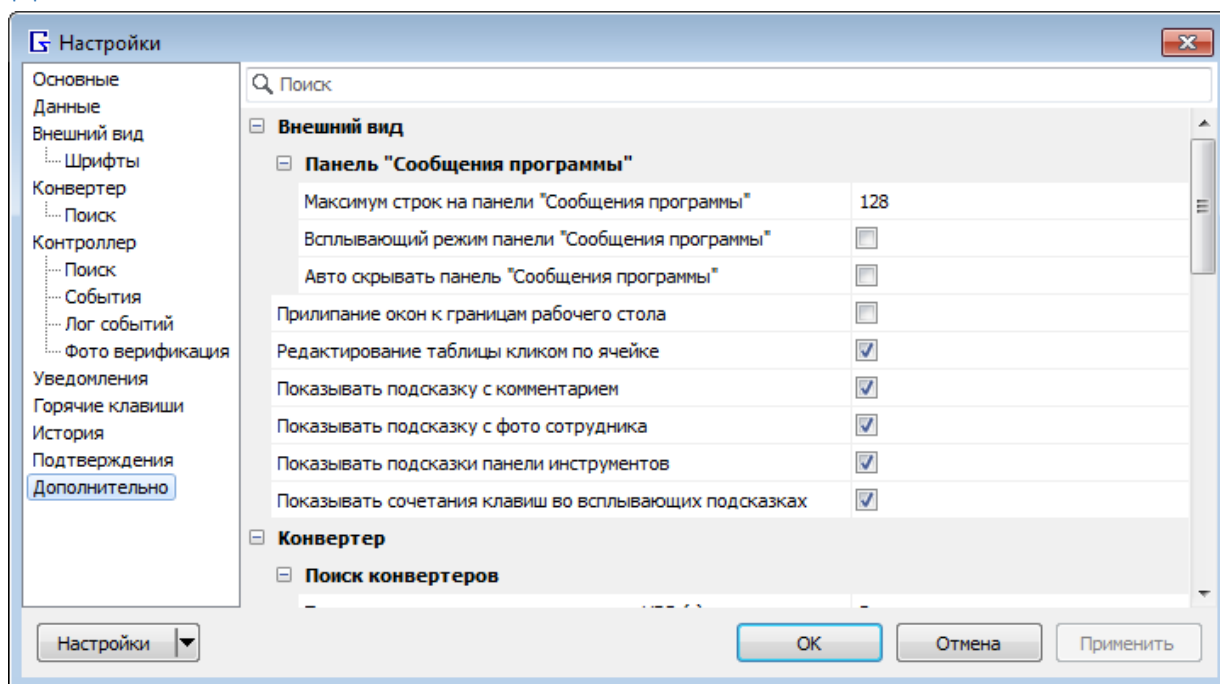 Настройки
Основные
Данные
Внешний вид
Шрифты
Конвертер
Поиск
Контроллер
Поиск
События
Лог событий
Фото верификация
Уведомления
Горячие клавиши
История
Подтверждения
Дополнительно
Поиск
Внешний вид
Панель "Сообщения программы"
Максимум строк на панели "Сообщения программы" 128
Всплывающий режим панели "Сообщения программы"
Авто скрывать панель "Сообщения программы"
Прилипание окон к границам рабочего стола
Редактирование таблицы кликом по ячейке
Показывать подсказку с комментарием
Показывать подсказку с фото сотрудника
Показывать подсказки панели инструментов
Показывать сочетания клавиш во всплывающих подсказках
Конвертер
Поиск конвертеров
Настройки
OK
Отмена
Применить